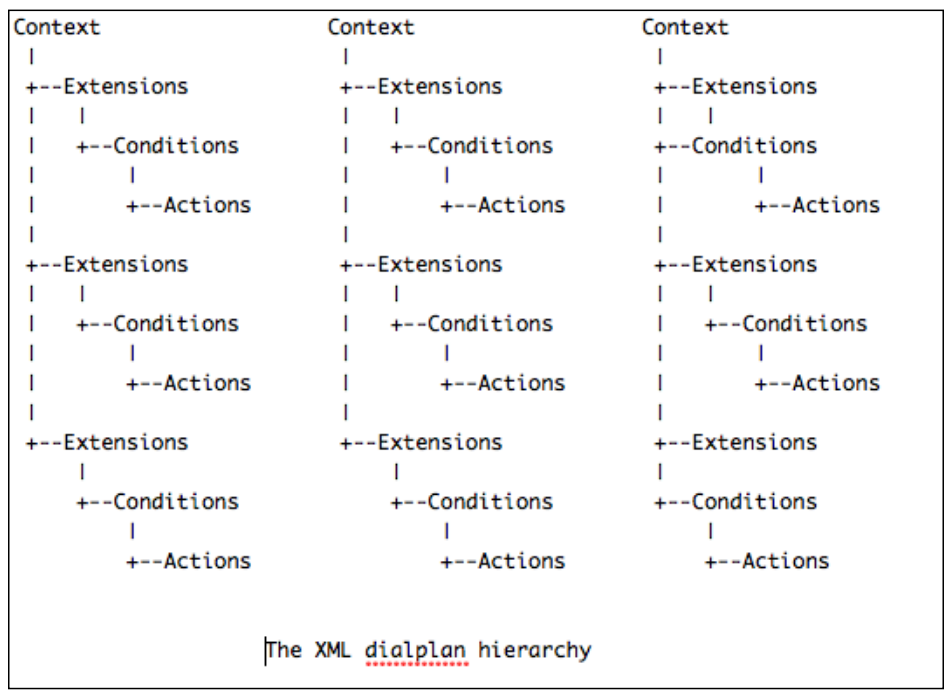 Context                  Context                  Context
 |                        |                        |
 +--Extensions            +--Extensions            +--Extensions
 |   |                    |   |                    |   |
 |   +--Conditions        |   +--Conditions        +--Conditions
 |       |                |       |                |       |
 |       +--Actions       |       +--Actions       |       +--Actions
 |                        |                        |
 +--Extensions            +--Extensions            +--Extensions
 |   |                    |   |                    |   |
 |   +--Conditions        |   +--Conditions        |   +--Conditions
 |       |                |       |                |       |
 |       +--Actions       |       +--Actions       |       +--Actions
 |                        |                        |
 +--Extensions            +--Extensions            +--Extensions
     |                        |                    |
     +--Conditions            +--Conditions        +--Conditions
         |                        |                    |
         +--Actions               +--Actions           +--Actions
The XML dialplan hierarchy